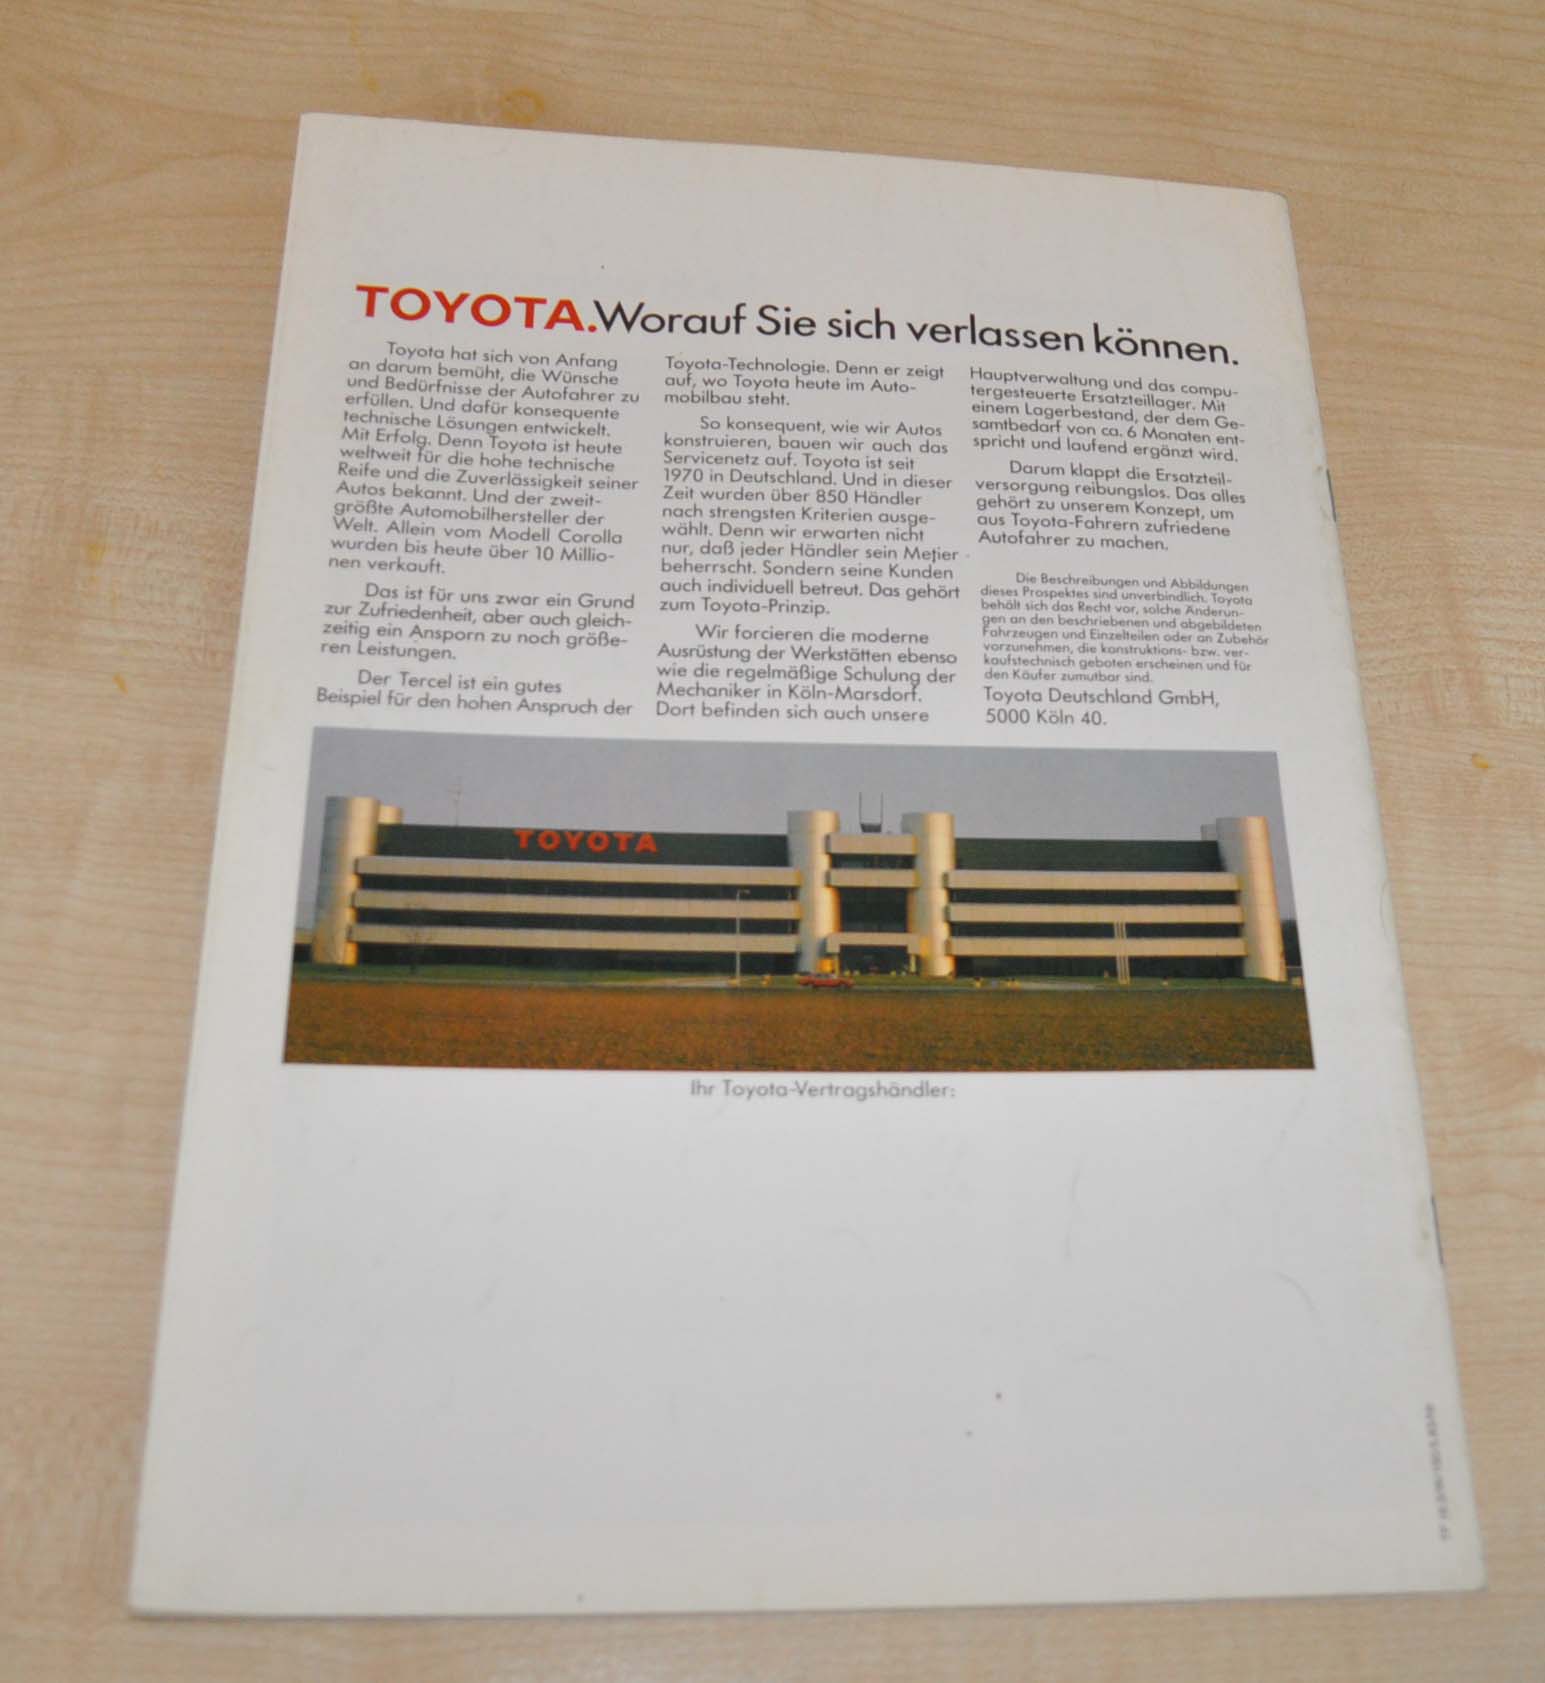 TOYOTA. Worauf Sie sich verlassen können.
Toyota hat sich von Anfang
an darum bemüht, die Wünsche
und Bedürfnisse der Autofahrer zu
erfüllen. Und dafür konsequente
technische Lösungen entwickelt.
Mit Erfolg. Denn Toyota ist heute
weltweit für die hohe technische
Reife und die Zuverlässigkeit seiner
Autos bekannt. Und der zweit-
größte Automobilhersteller der
Welt. Allein vom Modell Corolla
wurden bis heute über 10 Millio-
nen verkauft.
Das ist für uns zwar ein Grund
zur Zufriedenheit, aber auch gleich-
zeitig ein Ansporn zu noch größe-
ren Leistungen.
Der Tercel ist ein gutes
Beispiel für den hohen Anspruch der
Toyota-Technologie. Denn er zeigt
auf, wo Toyota heute im Auto-
mobilbau steht.
So konsequent, wie wir Autos
konstruieren, bauen wir auch das
Servicenetz auf. Toyota ist seit
1970 in Deutschland. Und in dieser
Zeit wurden über 850 Händler
nach strengsten Kriterien ausge-
wählt. Denn wir erwarten nicht
nur, daß jeder Händler sein Metier
beherrscht. Sondern seine Kunden
auch individuell betreut. Das gehört
zum Toyota-Prinzip.
Wir forcieren die moderne
Ausrüstung der Werkstätten ebenso
wie die regelmäßige Schulung der
Mechaniker in Köln-Marsdorf.
Dort befinden sich auch unsere
Hauptverwaltung und das compu-
tergesteuerte Ersatzteillager. Mit
einem Lagerbestand, der dem Ge-
samtbedarf von ca. 6 Monaten ent-
spricht und laufend ergänzt wird.
Darum klappt die Ersatzteil-
versorgung reibungslos. Das alles
gehört zu unserem Konzept, um
aus Toyota-Fahrern zufriedene
Autofahrer zu machen.
Die Beschreibungen und Abbildungen
dieses Prospektes sind unverbindlich. Toyota
behält sich das Recht vor, solche Änderun-
gen an den beschriebenen und abgebildeten
Fahrzeugen und Einzelteilen oder an Zubehör
vorzunehmen, die konstruktions- bzw. ver-
kaufstechnisch geboten erscheinen und für
den Käufer zumutbar sind.
Toyota Deutschland GmbH,
5000 Köln 40.
TOYOTA
Ihr Toyota-Vertragshändler: